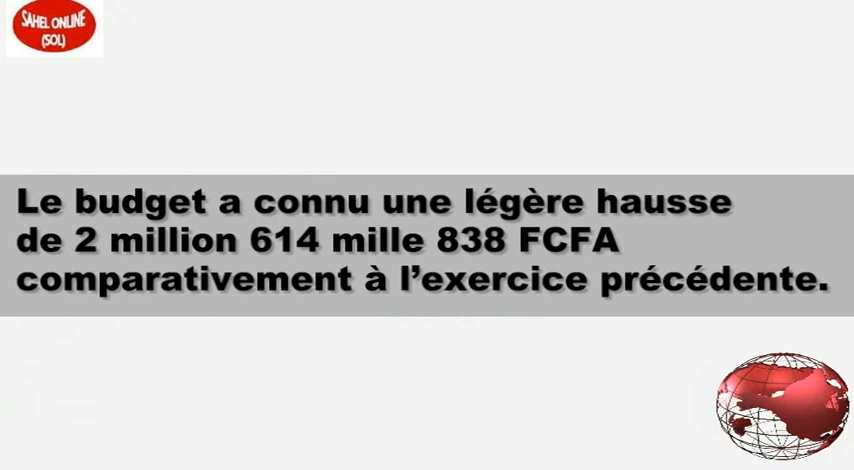 SAHEL ONLINE
(SOL)
Le budget a connu une légère hausse
de 2 million 614 mille 838 FCFA
comparativement à l’exercice précédente.